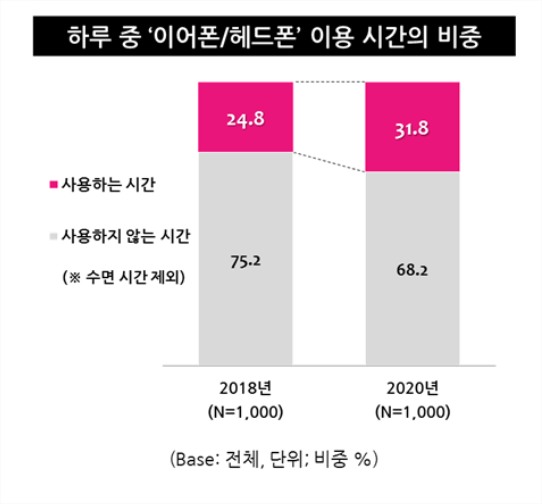 하루 중 ‘이어폰/헤드폰’ 이용 시간의 비중
24.8
31.8
사용하는 시간
사용하지 않는 시간
(※ 수면 시간 제외)
75.2
68.2
2018년
(N=1,000)
2020년
(N=1,000)
(Base: 전체, 단위; 비중 %)